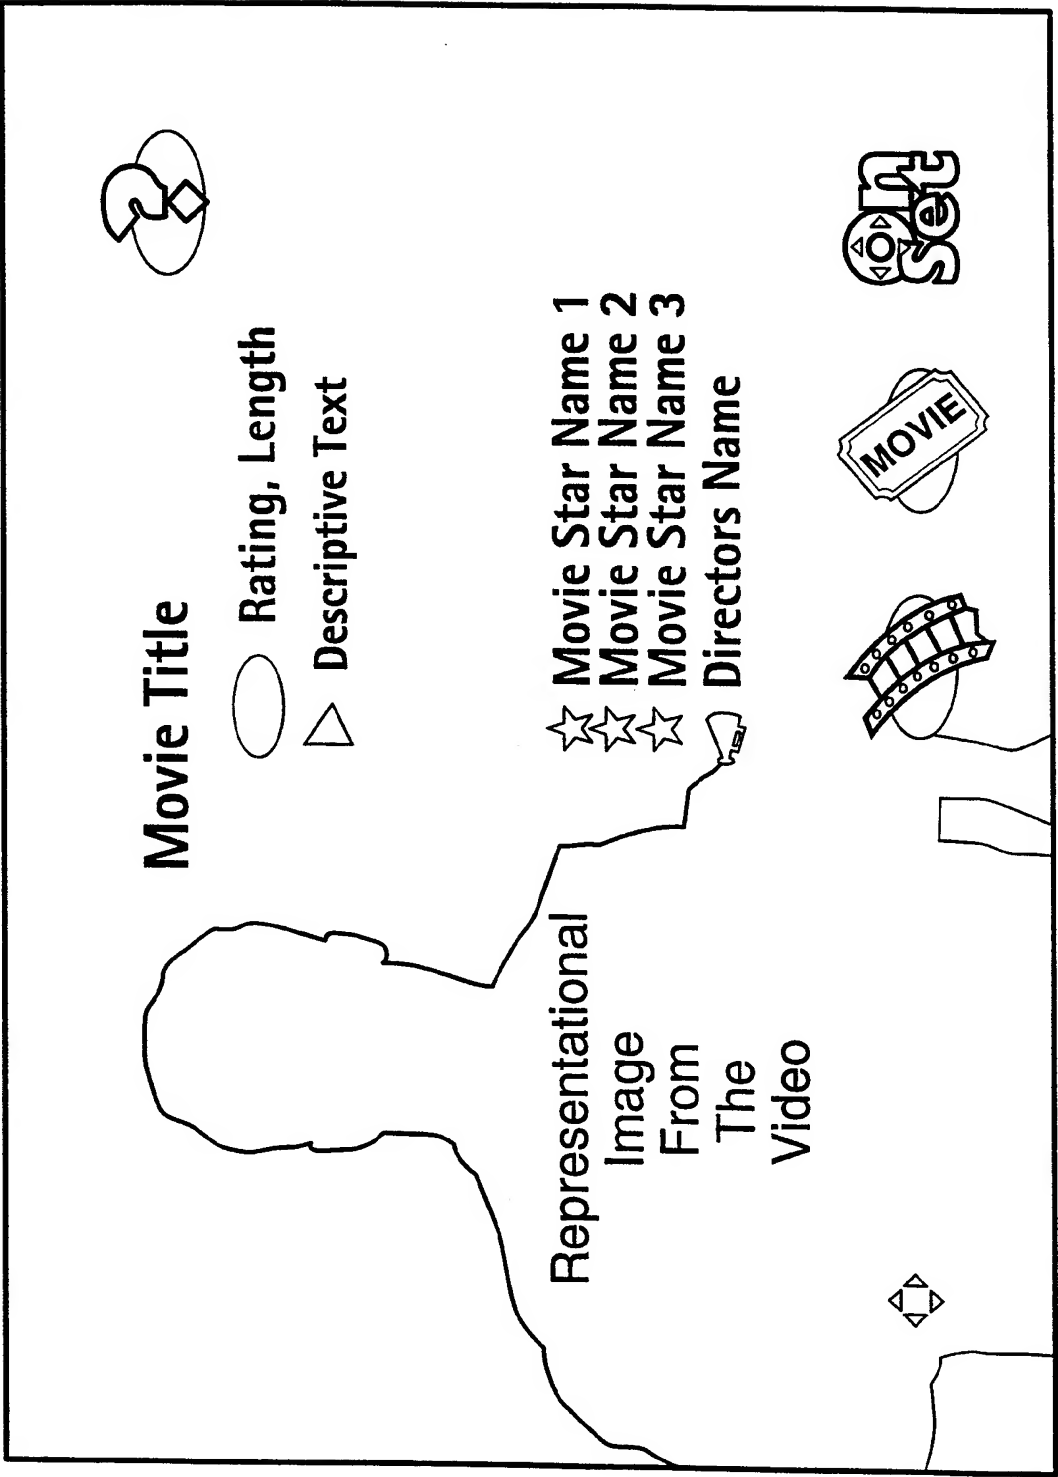 Movie Title
?
Rating, Length
Descriptive Text
Movie Star Name 1
Movie Star Name 2
Movie Star Name 3
Directors Name
Representational
Image
From
The
Video
MOVIE
on
set